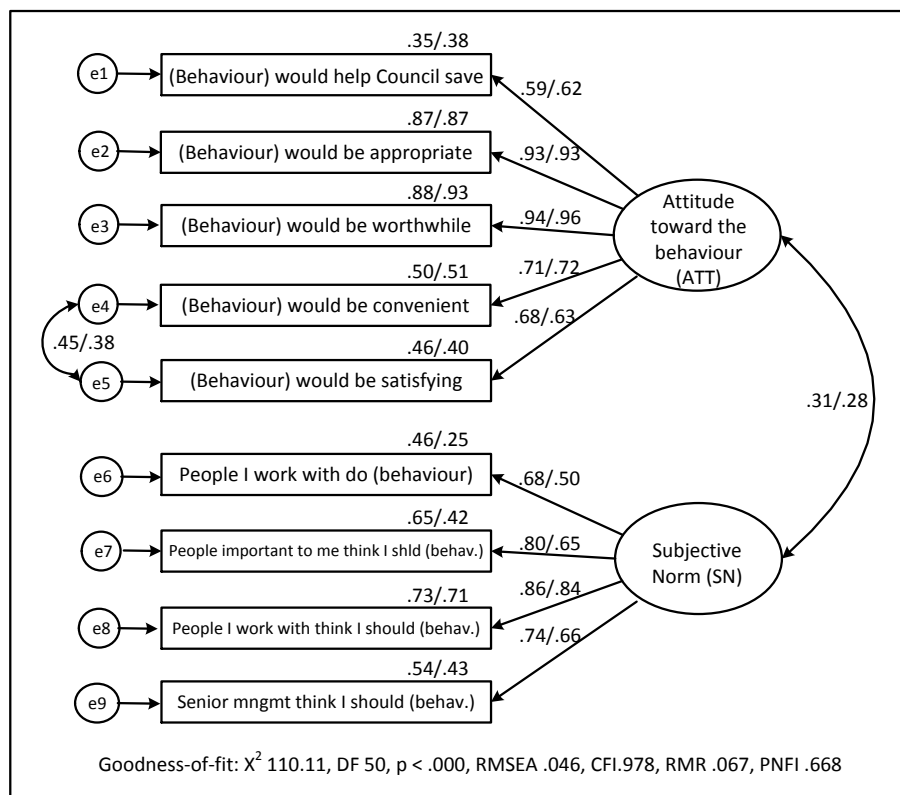 .35/.38
e1
(Behaviour) would help Council save
.59/.62
.87/.87
e2
(Behaviour) would be appropriate
.93/.93
.88/.93
e3
(Behaviour) would be worthwhile
.94/.96
Attitude
toward the
behaviour
(ATT)
.50/.51
e4
(Behaviour) would be convenient
.71/.72
.45/.38
.68/.63
.46/.40
e5
(Behaviour) would be satisfying
.31/.28
.46/.25
e6
People I work with do (behaviour)
.68/.50
.65/.42
e7
People important to me think I shld (behav.)
.80/.65
Subjective
Norm (SN)
.73/.71
e8
People I work with think I should (behav.)
.86/.84
.74/.66
.54/.43
e9
Senior mngmt think I should (behav.)
Goodness-of-fit: X² 110.11, DF 50, p < .000, RMSEA .046, CFI.978, RMR .067, PNFI .668